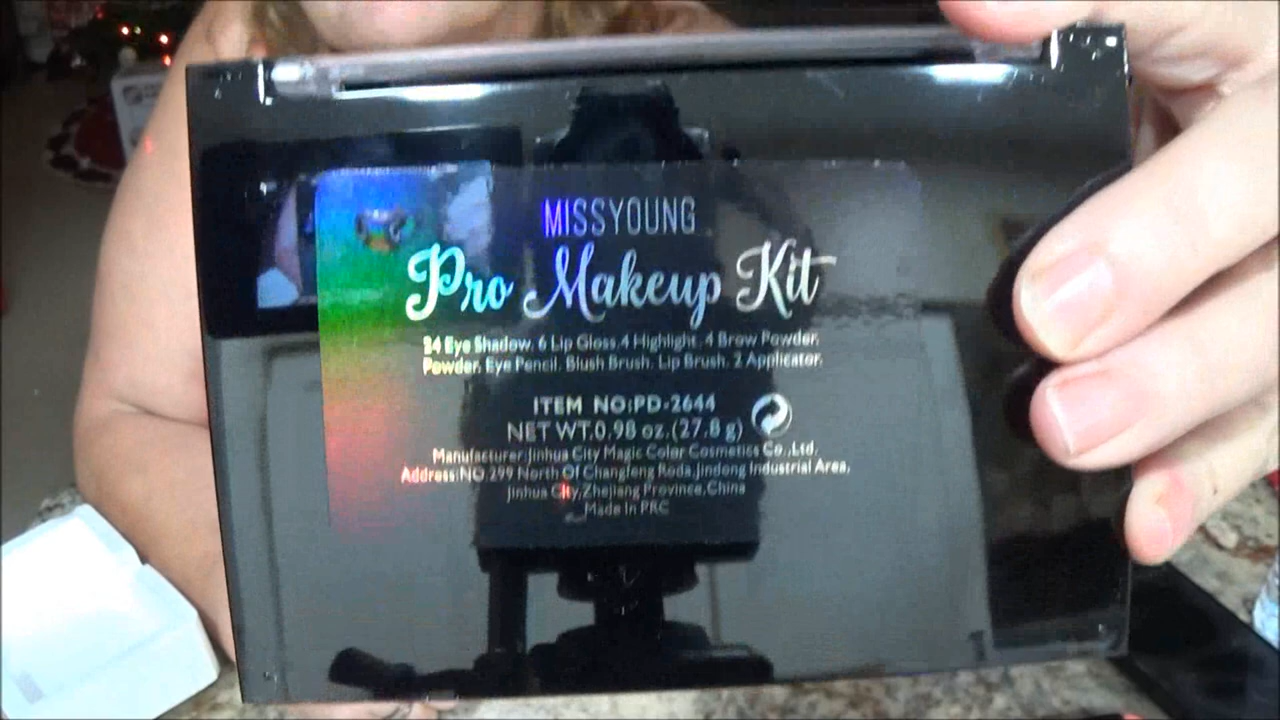 MISSYOUNG
Pro Makeup Kit
34 Eye Shadow. 6 Lip Gloss.4 Highlight. 4 Brow Powder.
Powder. Eye Pencil. Blush Brush. Lip Brush. 2 Applicator.
ITEM NO:PD-2644
NET WT.0.98 oz.(27.8 g)
Manufacturer:Jinhua City Magic Color Cosmetics Co.,Ltd.
Address:NO.299 North Of Changfeng Roda,Jindong Industrial Area,
Jinhua City,Zhejiang Province,China
Made In PRC